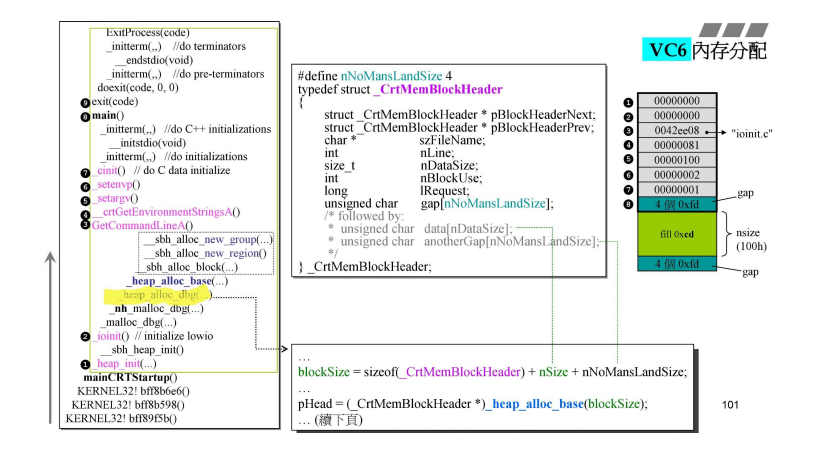 VC6 內存分配
ExitProcess(code)
_initterm(,,) //do terminators
__endstdio(void)
_initterm(,,) //do pre-terminators
doexit(code, 0, 0)
❾ exit(code)
❽ main()
_initterm(,,) //do C++ initializations
__initstdio(void)
_initterm(,,) //do initializations
❼ _cinit() // do C data initialize
❻ _setenvp()
❺ _setargv()
❹ __crtGetEnvironmentStringsA()
❸ GetCommandLineA()
__sbh_alloc_new_group(...)
__sbh_alloc_new_region()
__sbh_alloc_block(...)
_heap_alloc_base(...)
_heap_alloc_dbg(...)
_nh_malloc_dbg(...)
_malloc_dbg(...)
❷ _ioinit() // initialize lowio
__sbh_heap_init()
❶ _heap_init(...)
mainCRTStartup()
KERNEL32! bff8b6e6()
KERNEL32! bff8b598()
KERNEL32! bff89f5b()
#define nNoMansLandSize 4
typedef struct _CrtMemBlockHeader
{
struct _CrtMemBlockHeader * pBlockHeaderNext;
struct _CrtMemBlockHeader * pBlockHeaderPrev;
char * szFileName;
int nLine;
size_t nDataSize;
int nBlockUse;
long lRequest;
unsigned char gap[nNoMansLandSize];
/* followed by:
* unsigned char data[nDataSize];
* unsigned char anotherGap[nNoMansLandSize];
*/
} _CrtMemBlockHeader;
…
blockSize = sizeof(_CrtMemBlockHeader) + nSize + nNoMansLandSize;
…
pHead = (_CrtMemBlockHeader *)_heap_alloc_base(blockSize);
… (續下頁)
❶ 00000000
❷ 00000000
❸ 0042ee08 "ioinit.c"
❹ 00000081
❺ 00000100
❻ 00000002
❼ 00000001
❽ 4 個 0xfd gap
fill 0xcd nsize
(100h)
4 個 0xfd gap
101